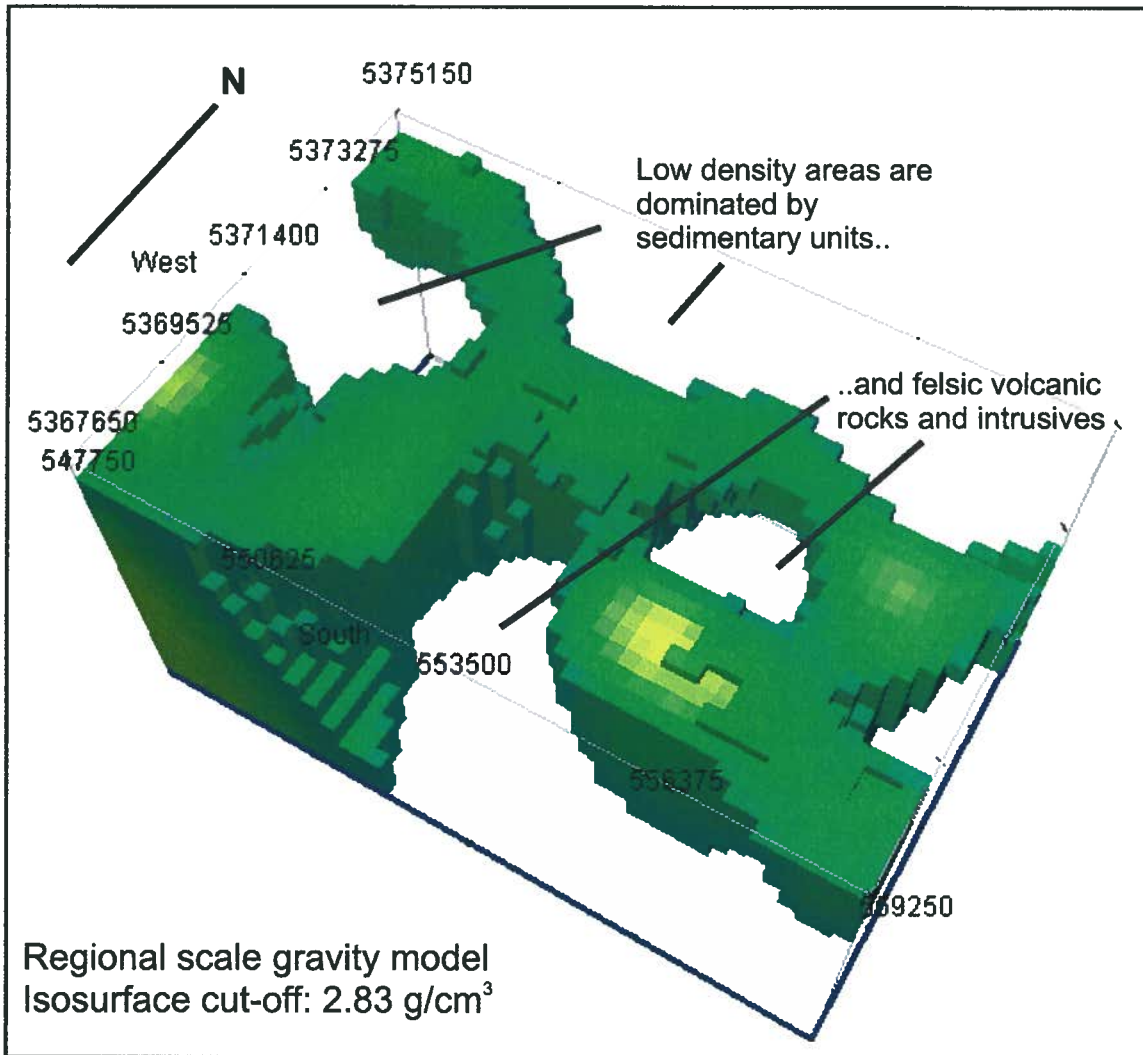 N
5375150
5373275
Low density areas are
dominated by
sedimentary units..
5371400
West
5369525
..and felsic volcanic
rocks and intrusives
5367650
547750
550625
South
553500
556375
559250
Regional scale gravity model
Isosurface cut-off: 2.83 g/cm³